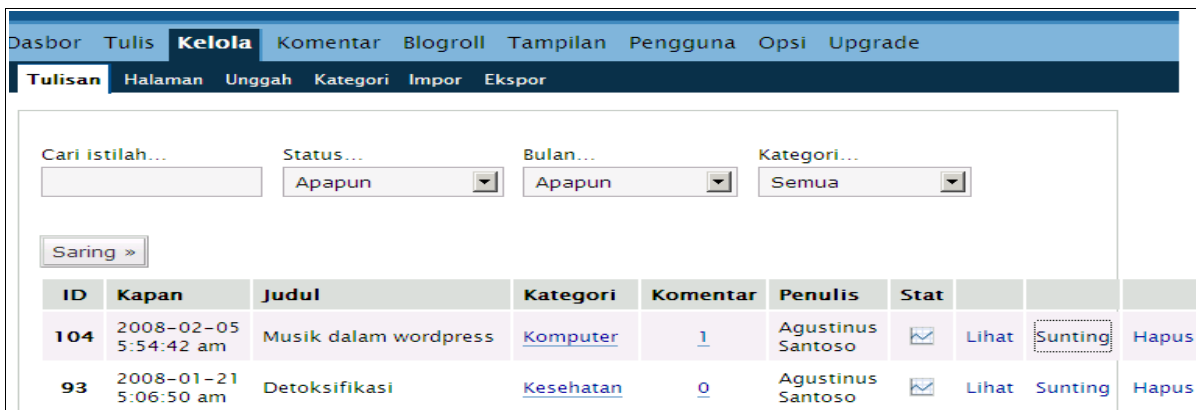 Dasbor Tulis Kelola Komentar Blogroll Tampilan Pengguna Opsi Upgrade
Tulisan Halaman Unggah Kategori Impor Ekspor
Cari istilah... Status... Bulan... Kategori...
Apapun Apapun Semua
Saring »
ID Kapan Judul Kategori Komentar Penulis Stat
104 2008-02-05 5:54:42 am Musik dalam wordpress Komputer 1 Agustinus Santoso Lihat Sunting Hapus
93 2008-01-21 5:06:50 am Detoksifikasi Kesehatan 0 Agustinus Santoso Lihat Sunting Hapus